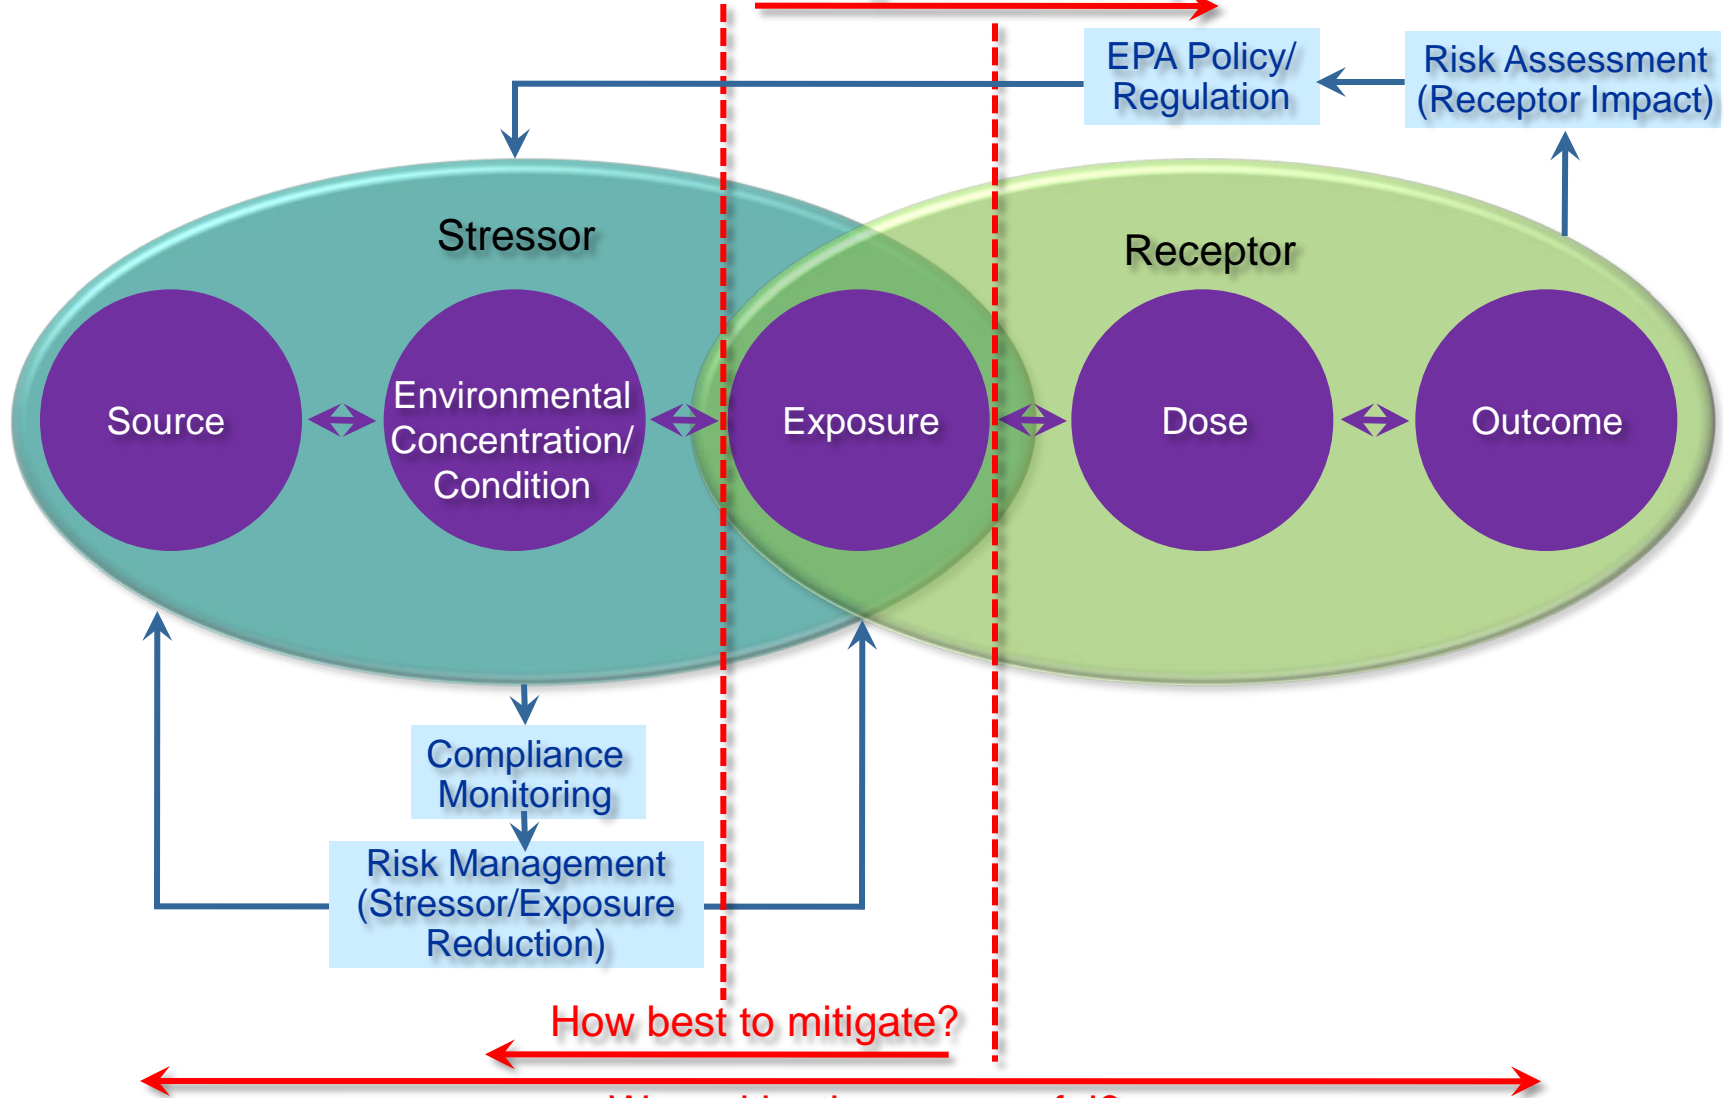 EPA Policy/
Regulation
Risk Assessment
(Receptor Impact)
Stressor
Receptor
Source
Environmental
Concentration/
Condition
Exposure
Dose
Outcome
Compliance
Monitoring
Risk Management
(Stressor/Exposure
Reduction)
How best to mitigate?